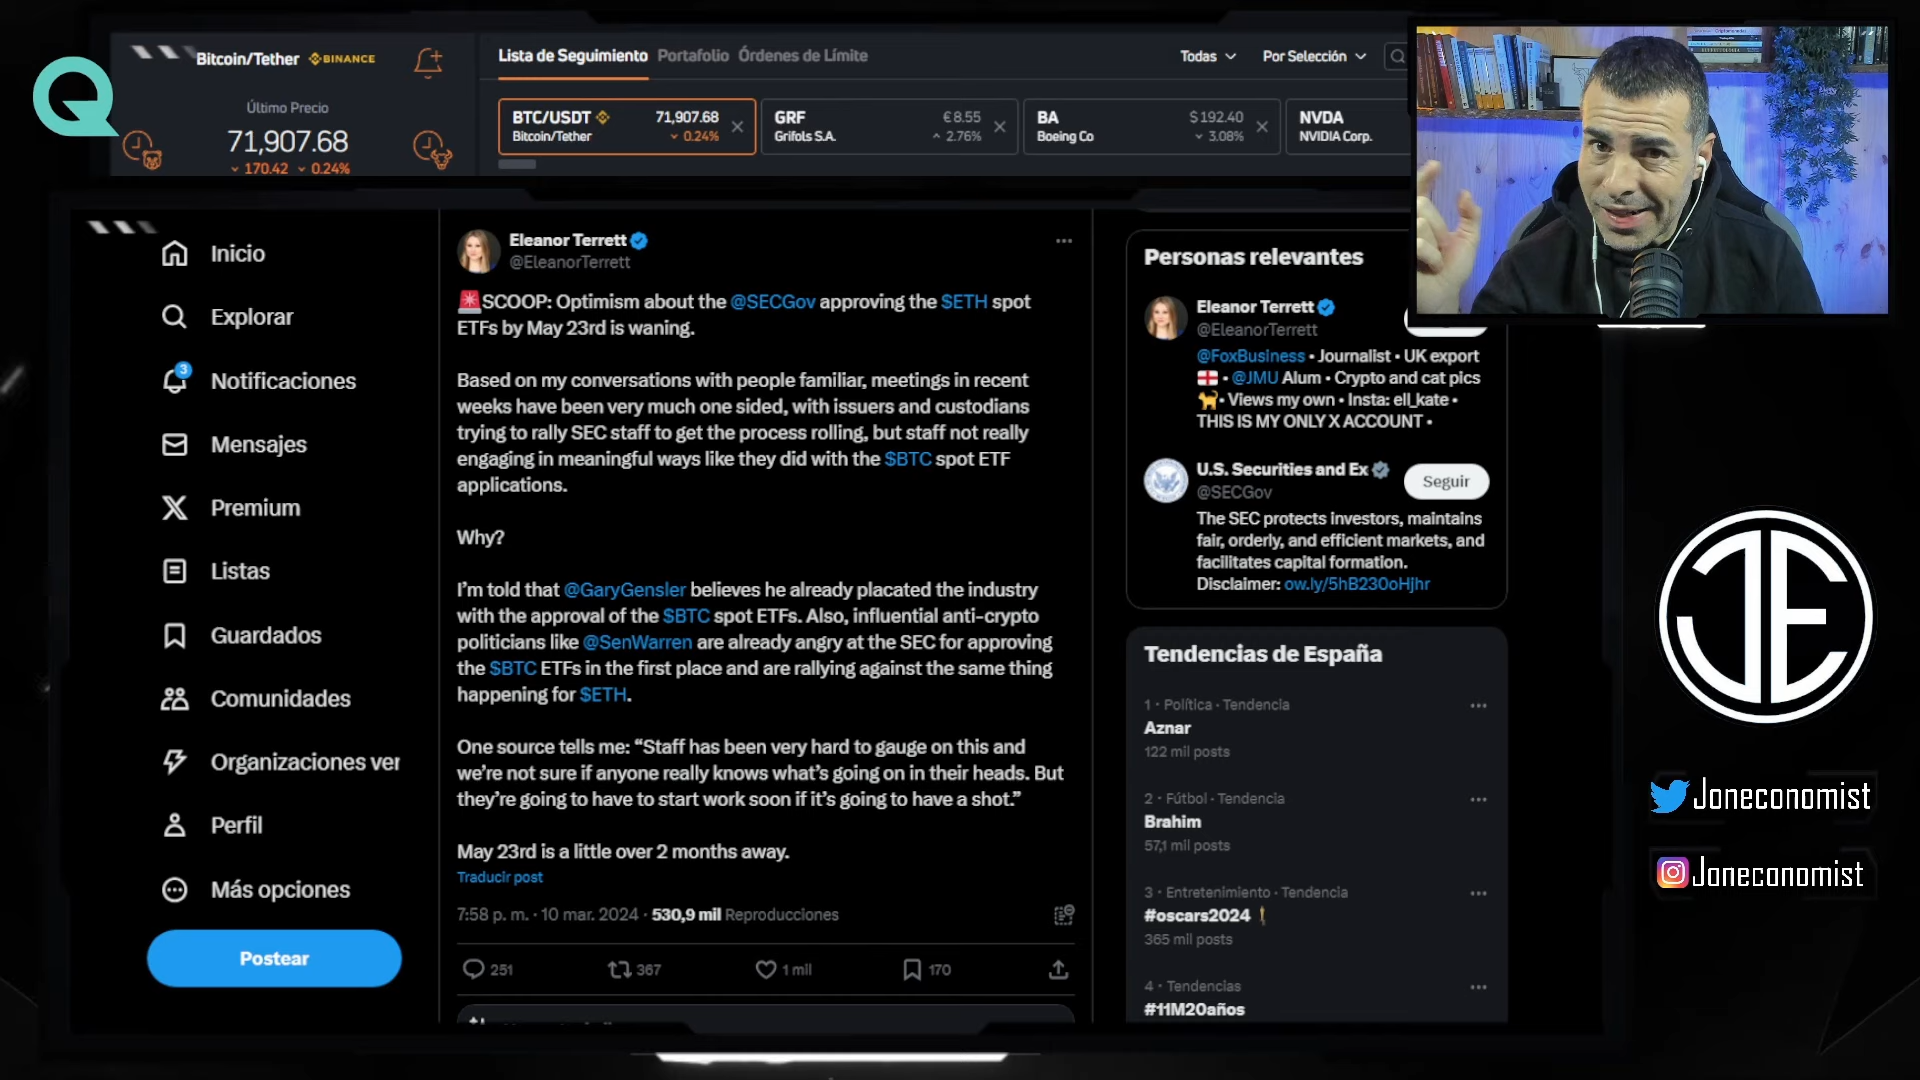 Bitcoin/Tether BINANCE
Último Precio
71,907.68
170.42 0.24%
Lista de Seguimiento Portafolio Órdenes de Límite
Todas Por Selección
BTC/USDT 71,907.68
Bitcoin/Tether 0.24%
GRF €8.55
Grifols S.A. 2.76%
BA $192.40
Boeing Co 3.08%
NVDA
NVIDIA Corp.
Inicio
Explorar
3
Notificaciones
Mensajes
Premium
Listas
Guardados
Comunidades
Organizaciones ver
Perfil
Más opciones
Postear
Eleanor Terrett
@EleanorTerrett
🚨SCOOP: Optimism about the @SECGov approving the $ETH spot
ETFs by May 23rd is waning.
Based on my conversations with people familiar, meetings in recent
weeks have been very much one sided, with issuers and custodians
trying to rally SEC staff to get the process rolling, but staff not really
engaging in meaningful ways like they did with the $BTC spot ETF
applications.
Why?
I'm told that @GaryGensler believes he already placated the industry
with the approval of the $BTC spot ETFs. Also, influential anti-crypto
politicians like @SenWarren are already angry at the SEC for approving
the $BTC ETFs in the first place and are rallying against the same thing
happening for $ETH.
One source tells me: “Staff has been very hard to gauge on this and
we're not sure if anyone really knows what's going on in their heads. But
they're going to have to start work soon if it's going to have a shot.”
May 23rd is a little over 2 months away.
Traducir post
7:58 p. m. · 10 mar. 2024 · 530,9 mil Reproducciones
251 367 1 mil 170
Personas relevantes
Eleanor Terrett
@EleanorTerrett
@FoxBusiness • Journalist • UK export
🏴󠁧󠁢󠁥󠁮󠁧󠁿 • @JMU Alum • Crypto and cat pics
🐈• Views my own • Insta: ell_kate •
THIS IS MY ONLY X ACCOUNT •
U.S. Securities and Ex
@SECGov
Seguir
The SEC protects investors, maintains
fair, orderly, and efficient markets, and
facilitates capital formation.
Disclaimer: ow.ly/5hB230oHjhr
Tendencias de España
1 · Política · Tendencia
Aznar
122 mil posts
2 · Fútbol · Tendencia
Brahim
57,1 mil posts
3 · Entretenimiento · Tendencia
#oscars2024
365 mil posts
4 · Tendencias
#11M20años
JE
Joneconomist
Joneconomist